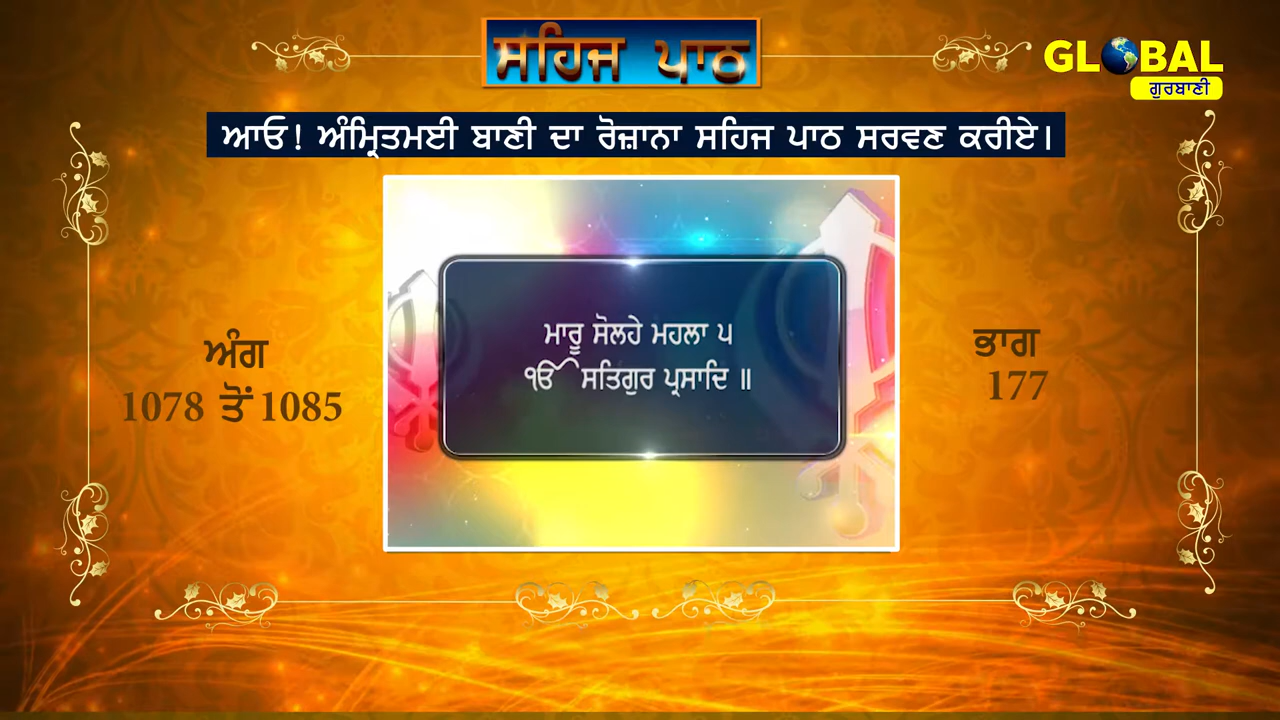 ਸਹਿਜ ਪਾਠ
GLOBAL
ਗੁਰਬਾਣੀ
ਆਓ! ਅੰਮ੍ਰਿਤਮਈ ਬਾਣੀ ਦਾ ਰੋਜ਼ਾਨਾ ਸਹਿਜ ਪਾਠ ਸਰਵਣ ਕਰੀਏ।
ਮਾਰੂ ਸੋਲਹੇ ਮਹਲਾ ੫
ੴ ਸਤਿਗੁਰ ਪ੍ਰਸਾਦਿ ॥
ਅੰਗ
1078 ਤੋਂ 1085
ਭਾਗ
177